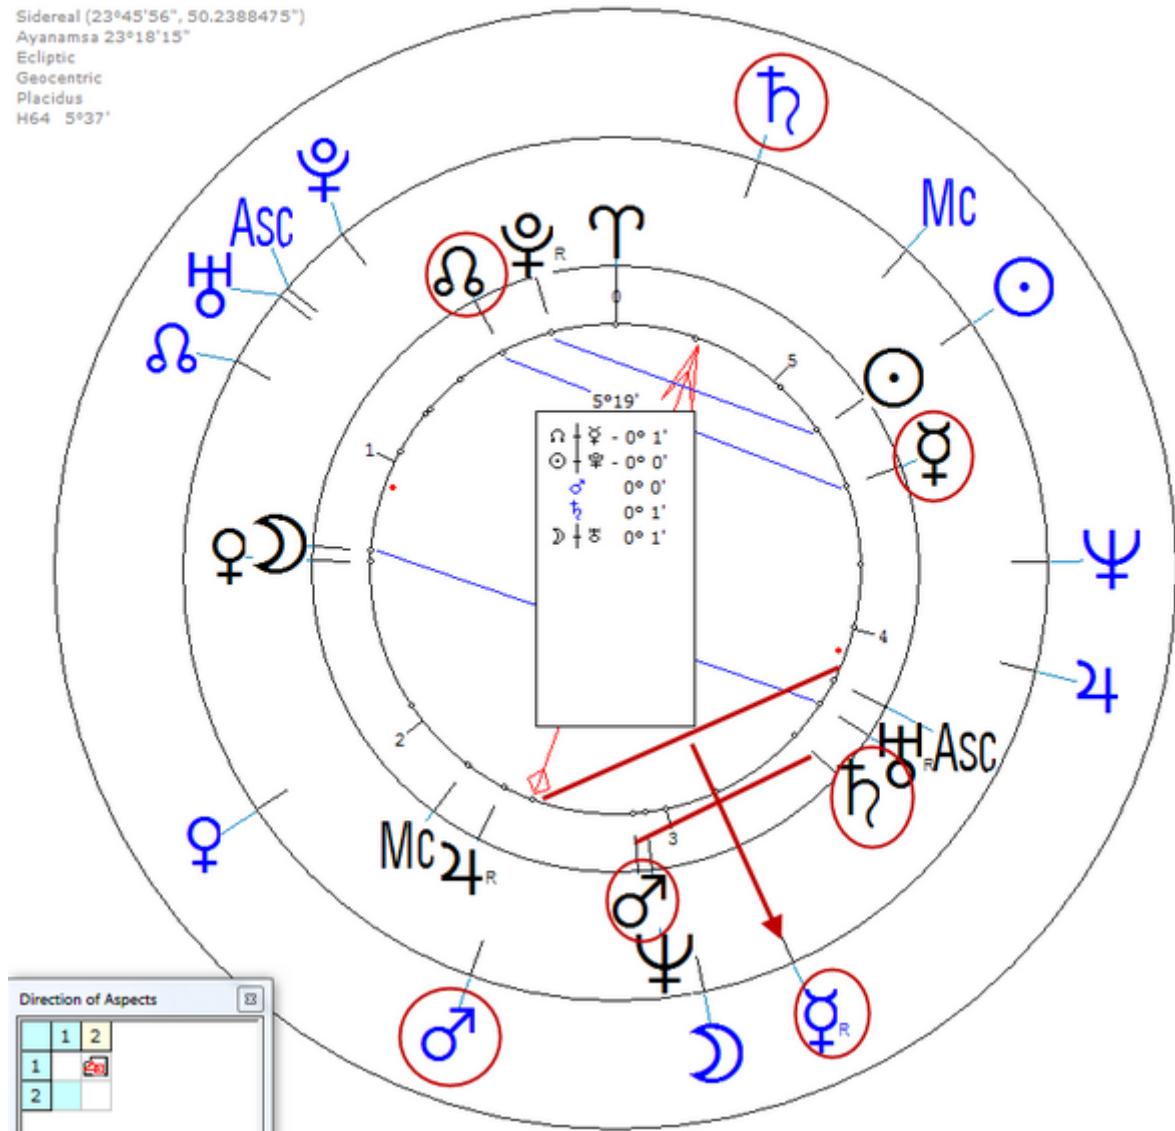 Sidereal (23°45'56", 50.2388475")
Ayanamsa 23°18'15"
Ecliptic
Geocentric
Placidus
H64 5°37'
♄
Mc
☉
♇
Asc
♅
☊
☊
♇
R
♈
0
5
☉
☿
5°19'
☊ ┼ ☿ - 0° 1'
☉ ┼ ♆ - 0° 0'
♂ 0° 0'
♄ 0° 1'
☽ ┼ ♅ 0° 1'
1
♀
☽
♆
4
♃
2
♅
R
Asc
♄
Mc
♃
R
3
♀
♂
♆
♂
☽
☿
R
Direction of Aspects
1 2
1
2